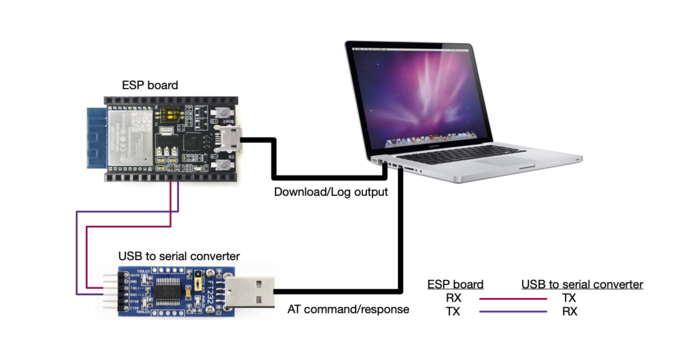 ESP board
Download/Log output
USB to serial converter
AT command/response
ESP board USB to serial converter
RX TX
TX RX